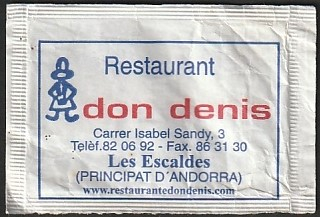 Restaurant
don denis
Carrer Isabel Sandy, 3
Telèf. 82 06 92 - Fax. 86 31 30
Les Escaldes
(PRINCIPAT D'ANDORRA)
www.restaurantedondenis.com